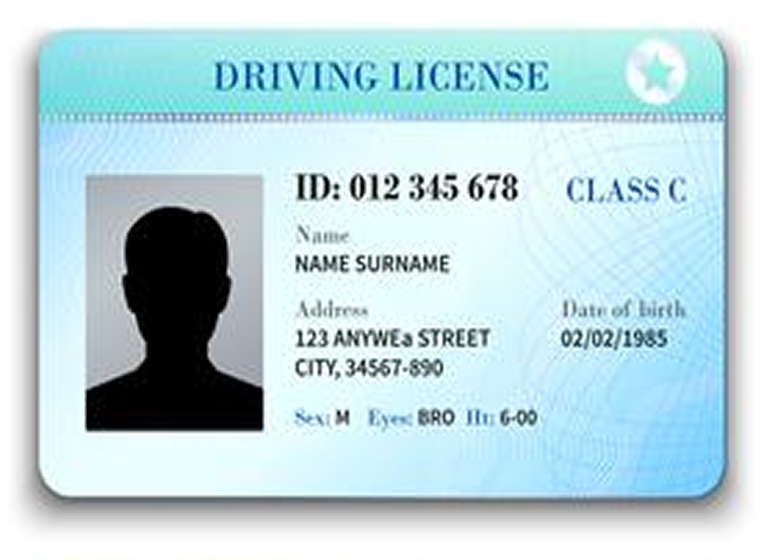 DRIVING LICENSE
ID: 012 345 678 CLASS C
Name
NAME SURNAME
Address Date of birth
123 ANYWEa STREET 02/02/1985
CITY, 34567-890
Sex: M Eyes: BRO Ht: 6-00